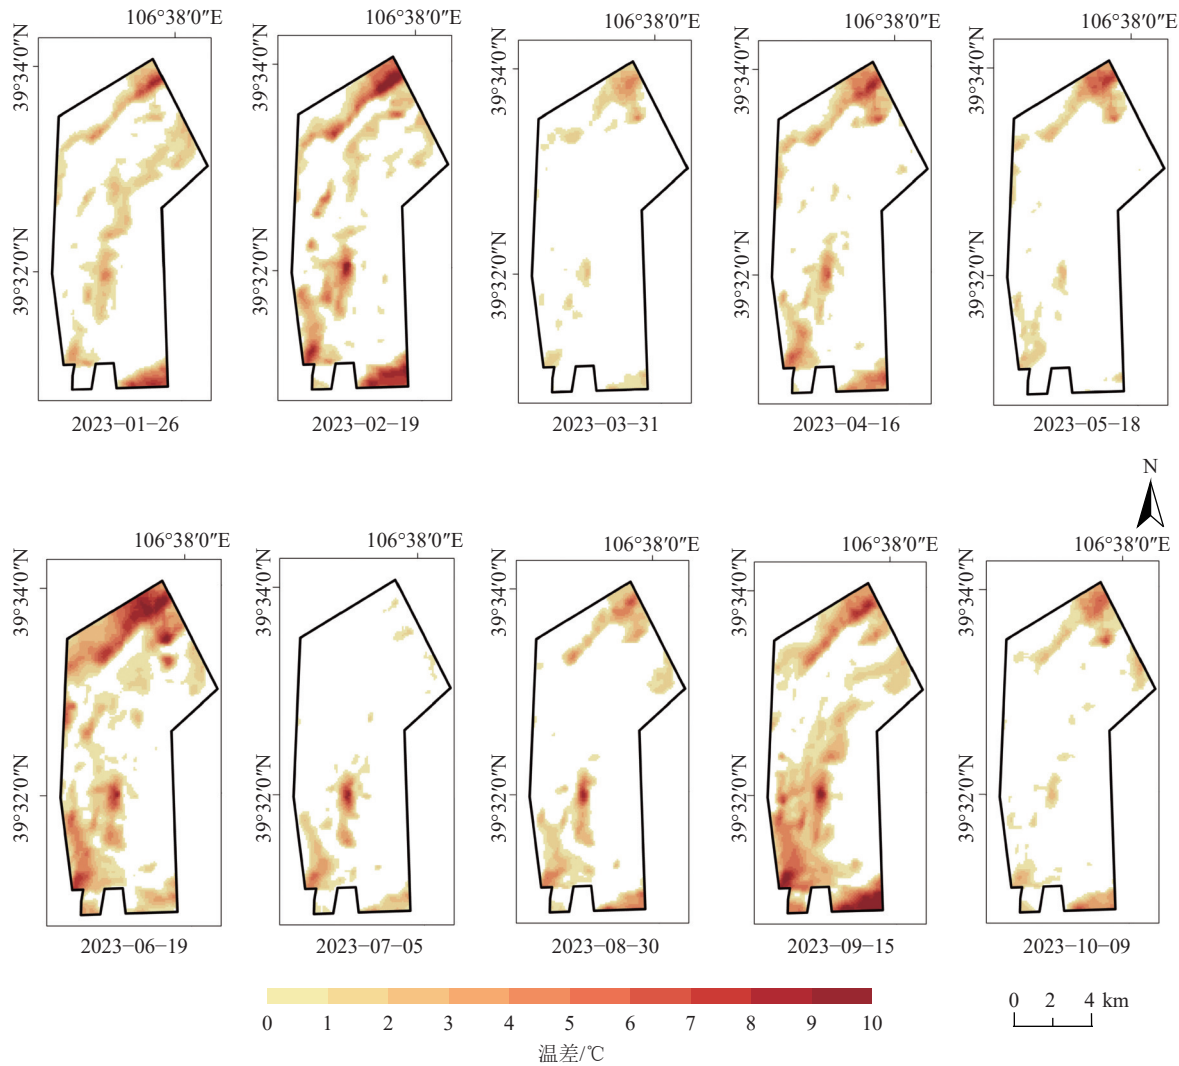 106°38′0″E 106°38′0″E 106°38′0″E 106°38′0″E 106°38′0″E
39°34′0″N 39°34′0″N 39°34′0″N 39°34′0″N 39°34′0″N
39°32′0″N 39°32′0″N 39°32′0″N 39°32′0″N 39°32′0″N
2023−01−26 2023−02−19 2023−03−31 2023−04−16 2023−05−18
N
106°38′0″E 106°38′0″E 106°38′0″E 106°38′0″E 106°38′0″E
39°34′0″N 39°34′0″N 39°34′0″N 39°34′0″N 39°34′0″N
39°32′0″N 39°32′0″N 39°32′0″N 39°32′0″N 39°32′0″N
2023−06−19 2023−07−05 2023−08−30 2023−09−15 2023−10−09
0 2 4 km
0 1 2 3 4 5 6 7 8 9 10
温差/℃